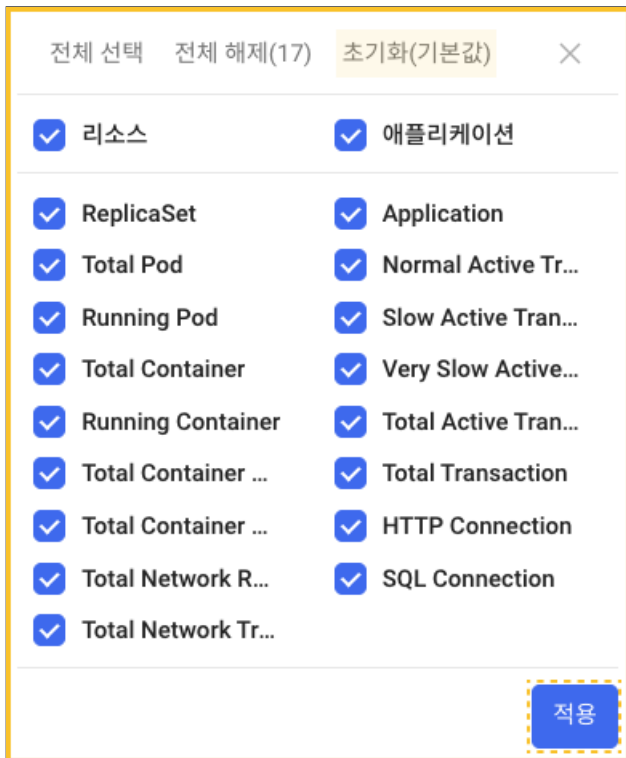 전체 선택 전체 해제(17) 초기화(기본값)
리소스 애플리케이션
ReplicaSet Application
Total Pod Normal Active Tr...
Running Pod Slow Active Tran...
Total Container Very Slow Active...
Running Container Total Active Tran...
Total Container ... Total Transaction
Total Container ... HTTP Connection
Total Network R... SQL Connection
Total Network Tr...
적용